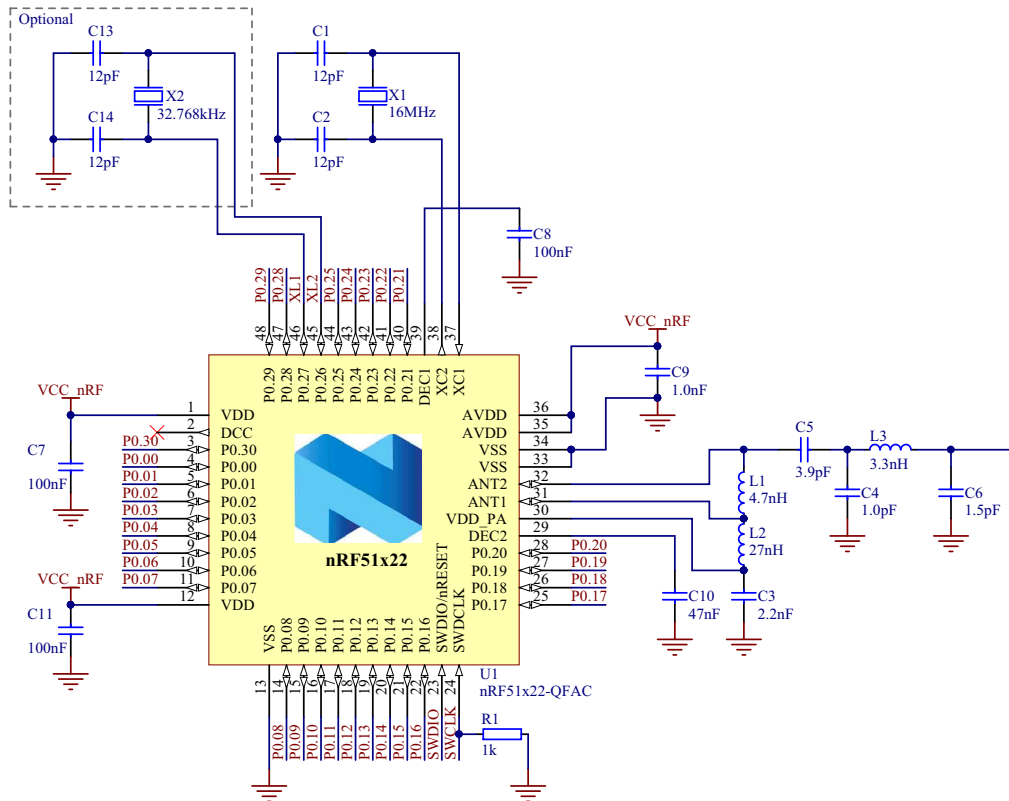 Optional
C13
12pF
X2
32.768kHz
C14
12pF
C1
12pF
X1
16MHz
C2
12pF
C8
100nF
P0.29
P0.28
XL1
XL2
P0.25
P0.24
P0.23
P0.22
P0.21
48
47
46
45
44
43
42
41
40
39
38
37
P0.29
P0.28
P0.27
P0.26
P0.25
P0.24
P0.23
P0.22
P0.21
DEC1
XC2
XC1
VCC_nRF
C9
1.0nF
VCC_nRF
C7
100nF
1 VDD
2 DCC
P0.30 3 P0.30
P0.00 4 P0.00
P0.01 5 P0.01
P0.02 6 P0.02
P0.03 7 P0.03
P0.04 8 P0.04
P0.05 9 P0.05
P0.06 10 P0.06
P0.07 11 P0.07
12 VDD
VCC_nRF
C11
100nF
nRF51x22
AVDD 36
AVDD 35
VSS 34
VSS 33
ANT2 32
ANT1 31
VDD_PA 30
DEC2 29
P0.20 28 P0.20
P0.19 27 P0.19
P0.18 26 P0.18
P0.17 25 P0.17
C5
3.9pF
L3
3.3nH
L1
4.7nH
C4
1.0pF
C6
1.5pF
L2
27nH
C10
47nF
C3
2.2nF
VSS
P0.08
P0.09
P0.10
P0.11
P0.12
P0.13
P0.14
P0.15
P0.16
SWDIO/nRESET
SWDCLK
13
14
15
16
17
18
19
20
21
22
23
24
U1
nRF51x22-QFAC
P0.08
P0.09
P0.10
P0.11
P0.12
P0.13
P0.14
P0.15
P0.16
SWDIO
SWCLK
R1
1k